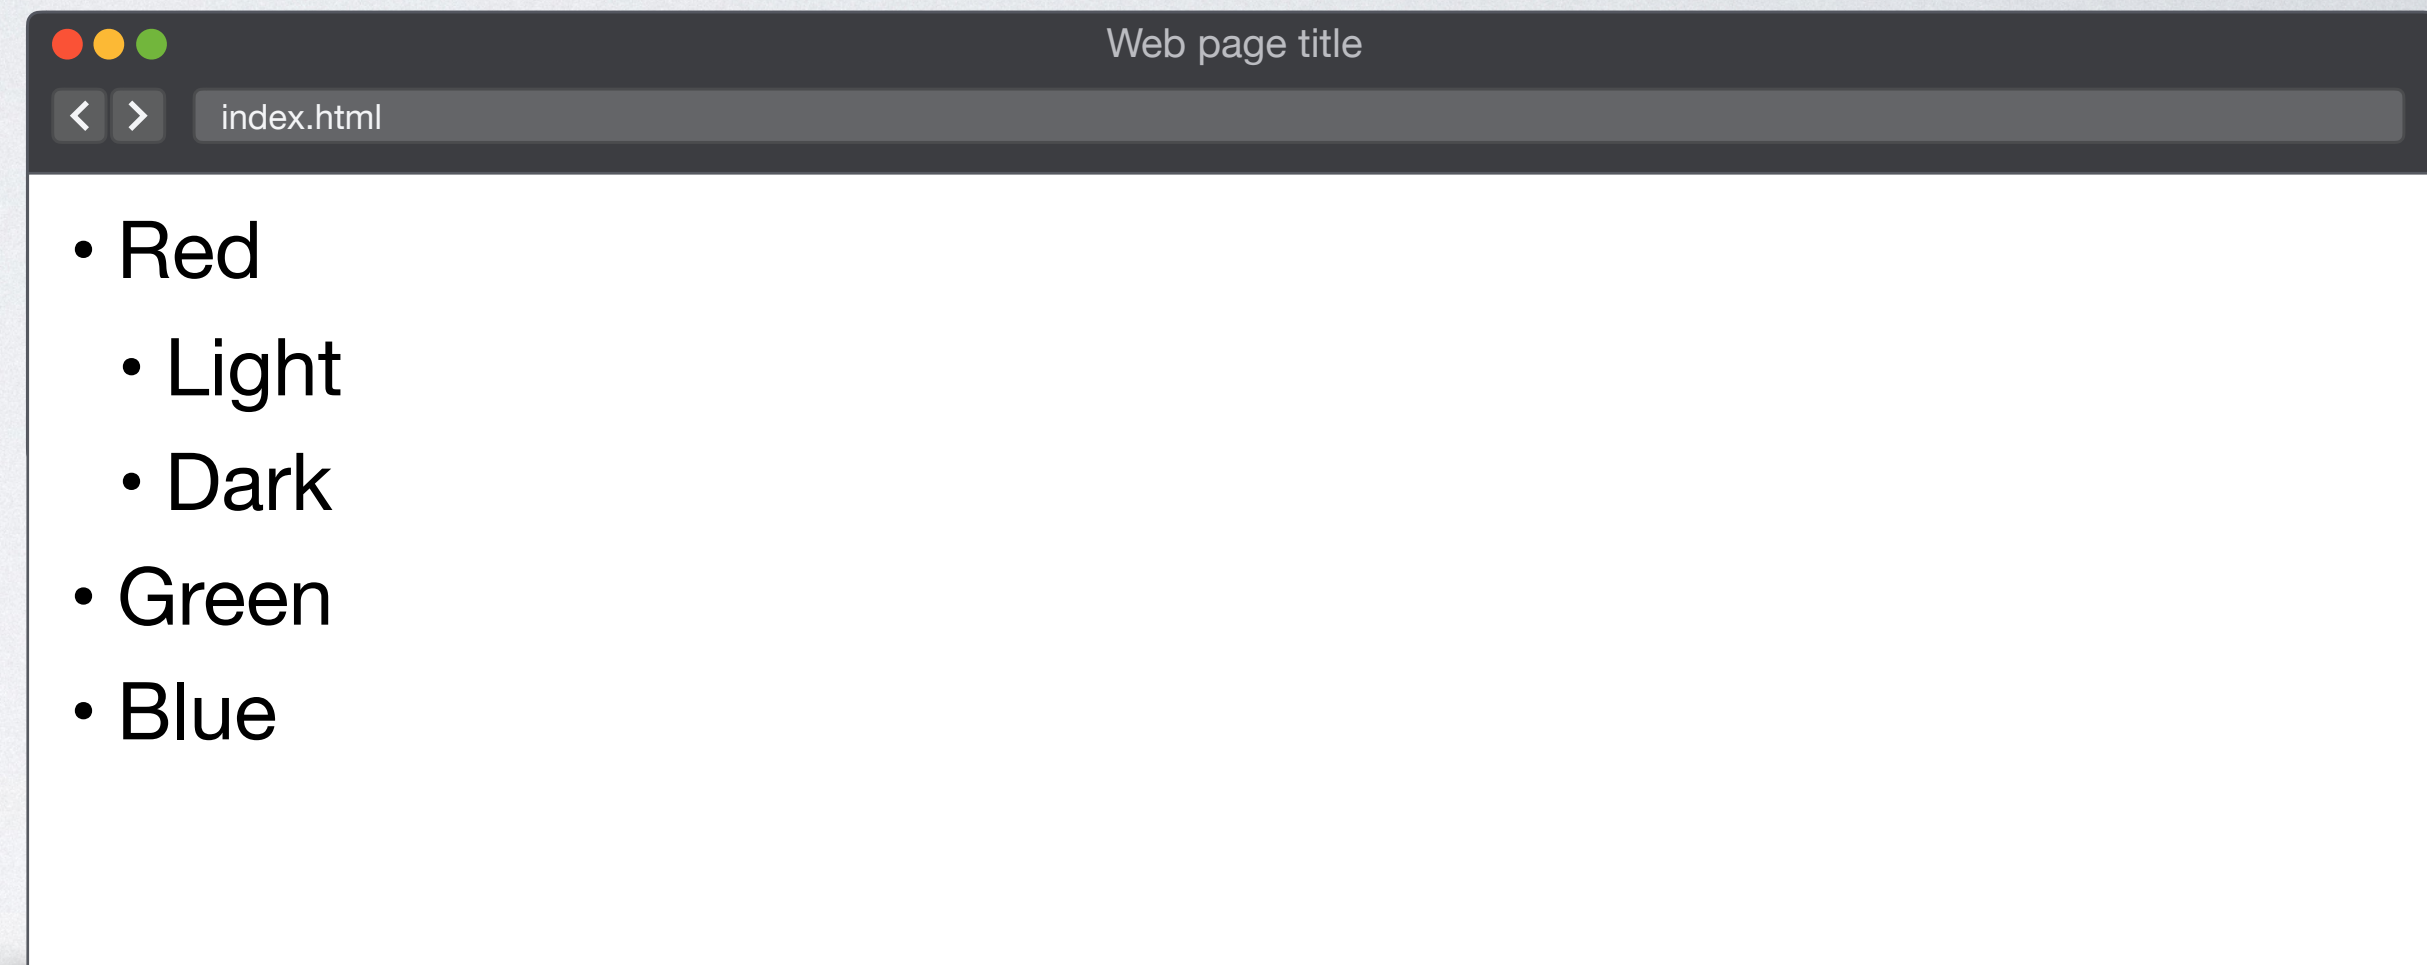 Web page title
index.html
• Red
• Light
• Dark
• Green
• Blue